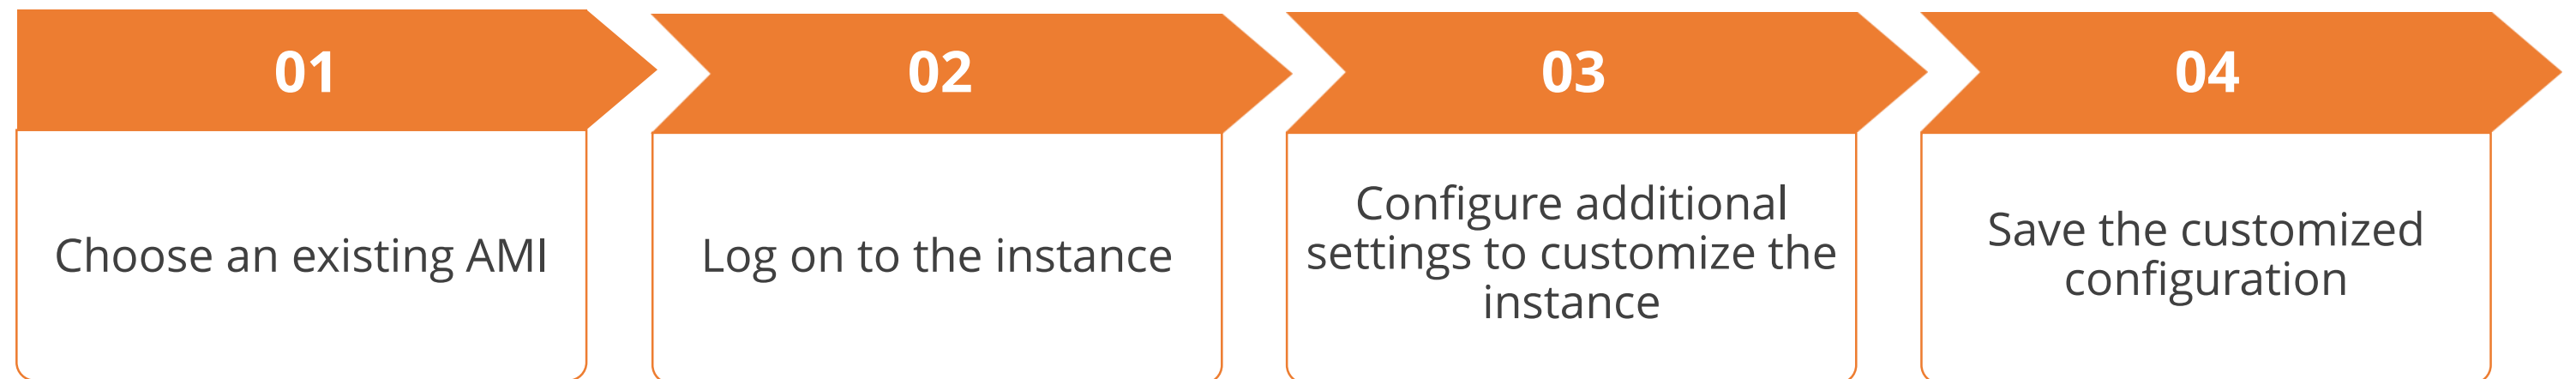 01
Choose an existing AMI
02
Log on to the instance
03
Configure additional
settings to customize the
instance
04
Save the customized
configuration